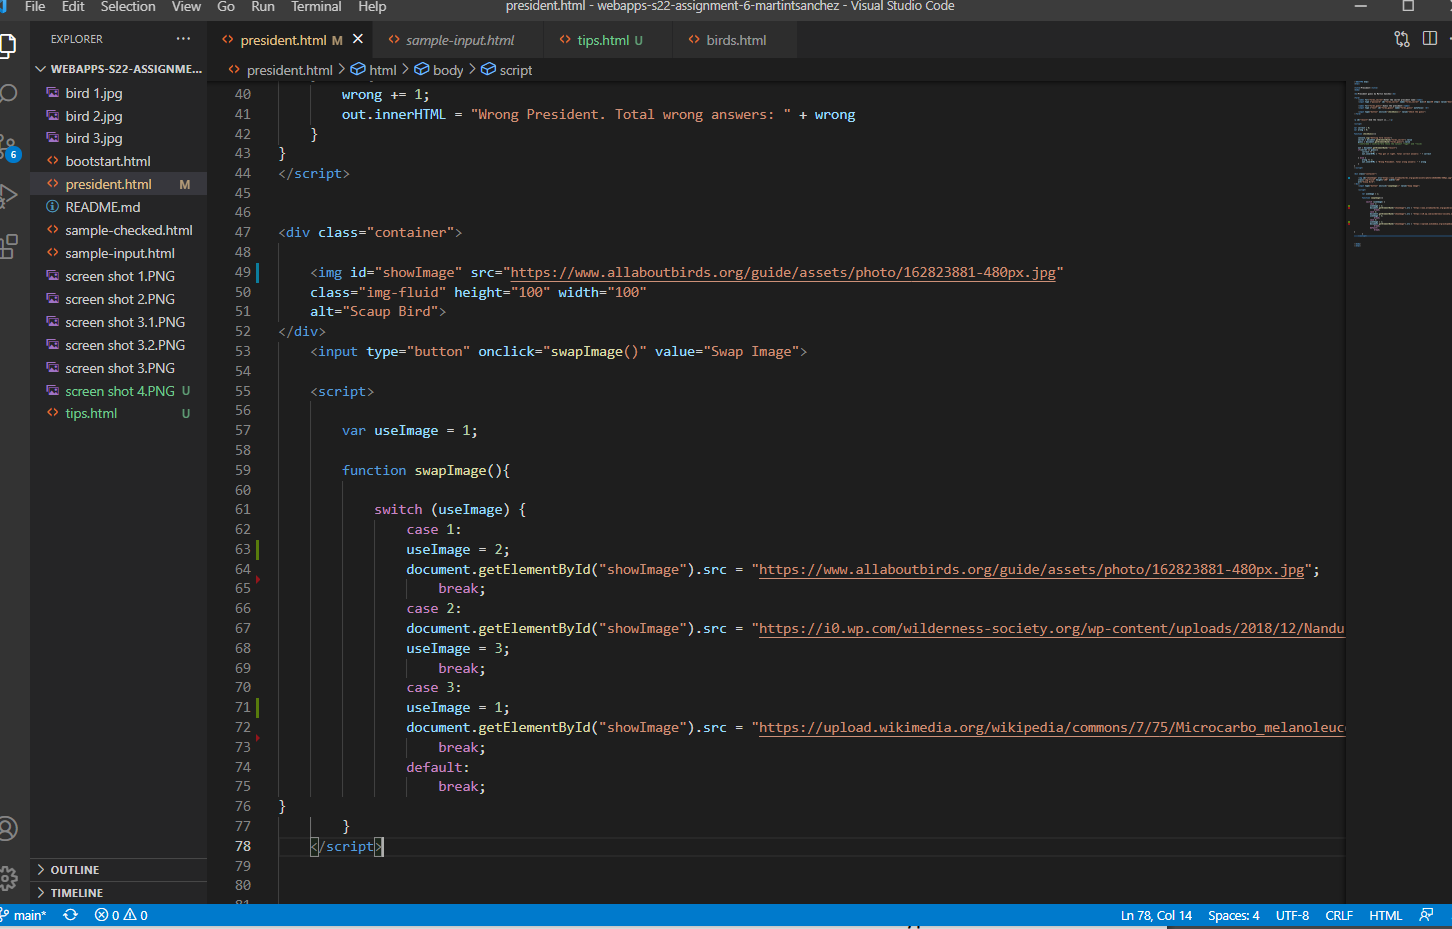 File Edit Selection View Go Run Terminal Help president.html - webapps-s22-assignment-6-martintsanchez - Visual Studio Code
EXPLORER ...
president.html M sample-input.html tips.html U birds.html
WEBAPPS-S22-ASSIGNME...
president.html > html > body > script
bird 1.jpg
bird 2.jpg
bird 3.jpg
bootstart.html
president.html M
README.md
sample-checked.html
sample-input.html
screen shot 1.PNG
screen shot 2.PNG
screen shot 3.1.PNG
screen shot 3.2.PNG
screen shot 3.PNG
screen shot 4.PNG U
tips.html U
6
OUTLINE
TIMELINE
40 wrong += 1;
41 out.innerHTML = "Wrong President. Total wrong answers: " + wrong
42 }
43 }
44 </script>
45
46
47 <div class="container">
48
49 <img id="showImage" src="https://www.allaboutbirds.org/guide/assets/photo/162823881-480px.jpg"
50 class="img-fluid" height="100" width="100"
51 alt="Scaup Bird">
52 </div>
53 <input type="button" onclick="swapImage()" value="Swap Image">
54
55 <script>
56
57 var useImage = 1;
58
59 function swapImage(){
60
61 switch (useImage) {
62 case 1:
63 useImage = 2;
64 document.getElementById("showImage").src = "https://www.allaboutbirds.org/guide/assets/photo/162823881-480px.jpg";
65 break;
66 case 2:
67 document.getElementById("showImage").src = "https://i0.wp.com/wilderness-society.org/wp-content/uploads/2018/12/Nandu
68 useImage = 3;
69 break;
70 case 3:
71 useImage = 1;
72 document.getElementById("showImage").src = "https://upload.wikimedia.org/wikipedia/commons/7/75/Microcarbo_melanoleuc
73 break;
74 default:
75 break;
76 }
77 }
78 </script>
79
80
main* 0 0 Ln 78, Col 14 Spaces: 4 UTF-8 CRLF HTML